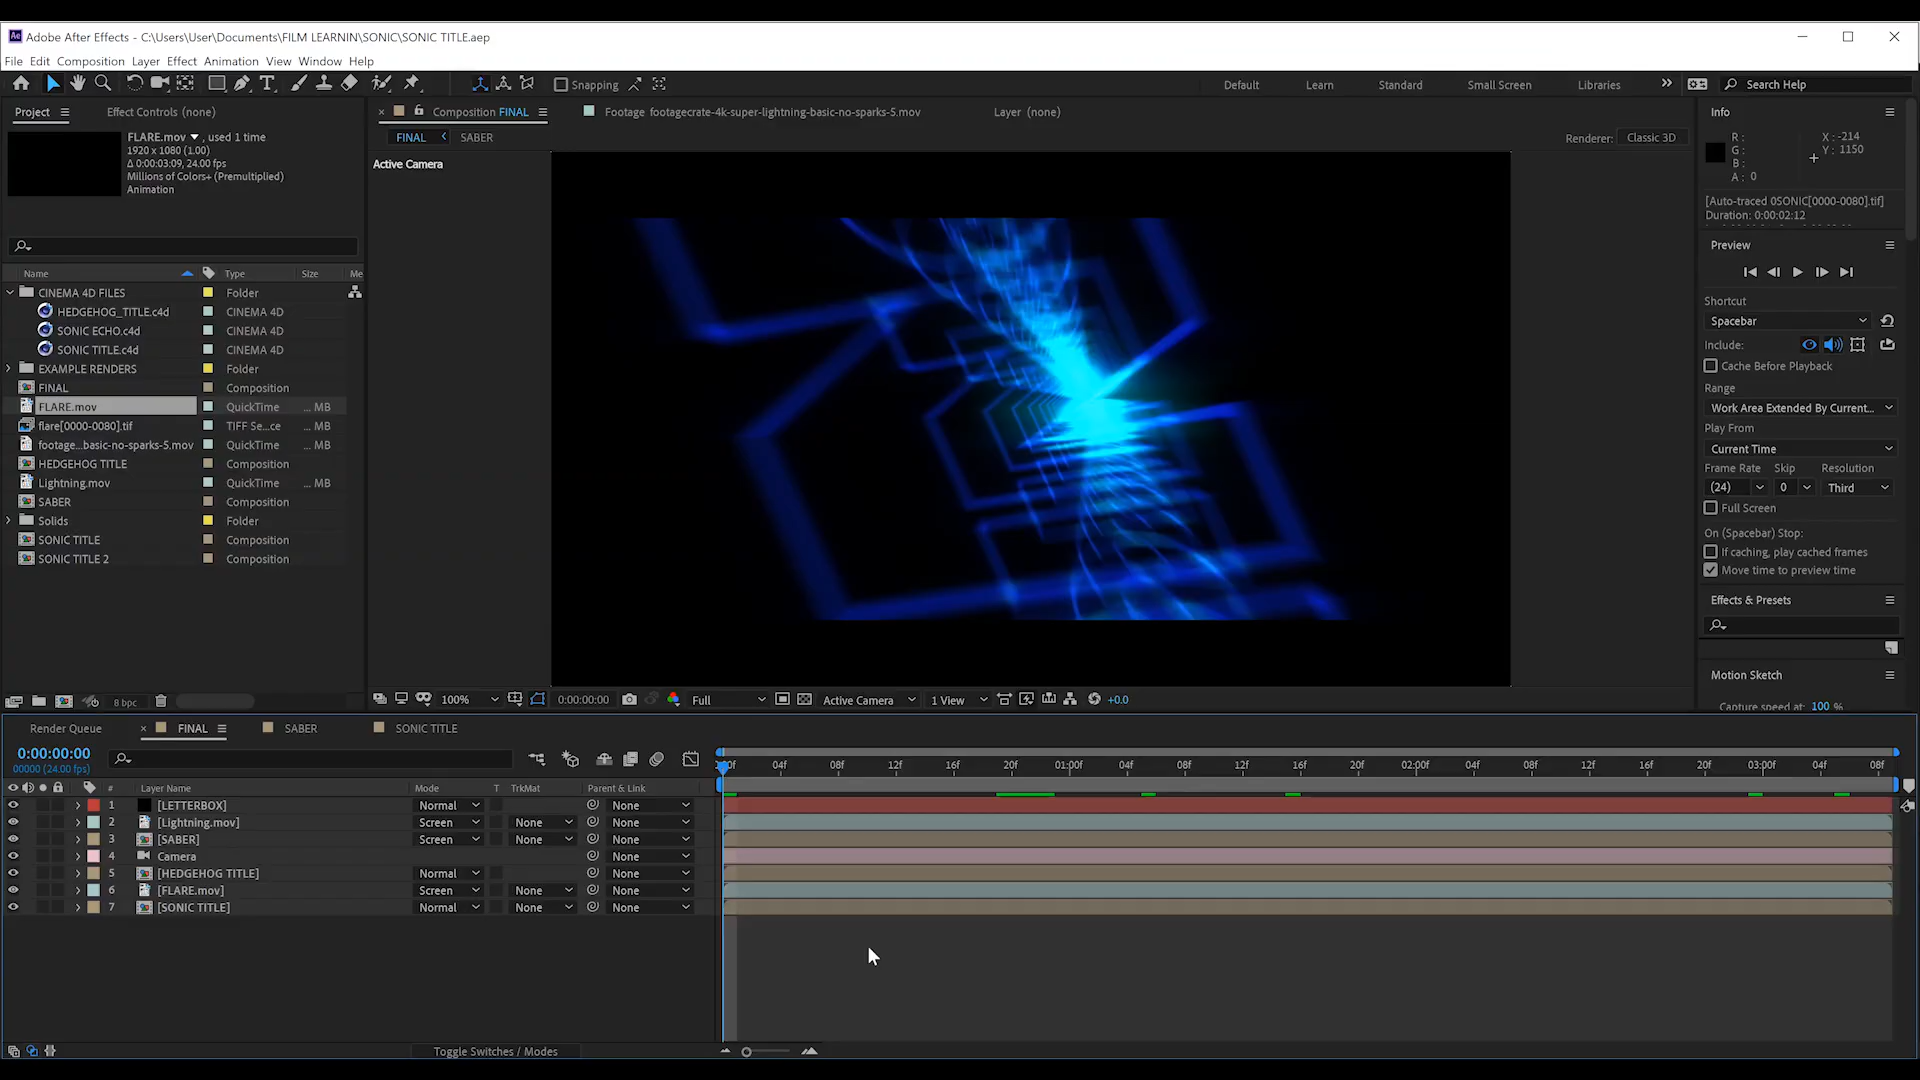 Adobe After Effects - C:\Users\User\Documents\FILM LEARNIN\SONIC\SONIC TITLE.aep
File Edit Composition Layer Effect Animation View Window Help
Snapping
Default Learn Standard Small Screen Libraries Search Help
Project Effect Controls (none)
Composition FINAL Footage footagecrate-4k-super-lightning-basic-no-sparks-5.mov Layer (none)
Info
FLARE.mov , used 1 time
1920 x 1080 (1.00)
Δ 0:00:03:09, 24.00 fps
Millions of Colors+ (Premultiplied)
Animation
FINAL SABER
Renderer: Classic 3D
Active Camera
R :
G :
B :
A : 0
X : -214
Y : 1150
[Auto-traced 0SONIC[0000-0080].tif]
Duration: 0:00:02:12
Preview
Shortcut
Spacebar
Include:
Cache Before Playback
Range
Work Area Extended By Current...
Play From
Current Time
Frame Rate Skip Resolution
(24) 0 Third
Full Screen
On (Spacebar) Stop:
If caching, play cached frames
Move time to preview time
Effects & Presets
Motion Sketch
Capture speed at: 100 %
Name Type Size Me
CINEMA 4D FILES Folder
HEDGEHOG_TITLE.c4d CINEMA 4D
SONIC ECHO.c4d CINEMA 4D
SONIC TITLE.c4d CINEMA 4D
EXAMPLE RENDERS Folder
FINAL Composition
FLARE.mov QuickTime ... MB
flare[0000-0080].tif TIFF Se...ce
footage...basic-no-sparks-5.mov QuickTime ... MB
HEDGEHOG TITLE Composition
Lightning.mov QuickTime ... MB
SABER Composition
Solids Folder
SONIC TITLE Composition
SONIC TITLE 2 Composition
8 bpc
100% 0:00:00:00 Full Active Camera 1 View +0.0
Render Queue FINAL SABER SONIC TITLE
0:00:00:00
00000 (24.00 fps)
04f 08f 12f 16f 20f 01:00f 04f 08f 12f 16f 20f 02:00f 04f 08f 12f 16f 20f 03:00f 04f 08f
# Layer Name Mode T TrkMat Parent & Link
1 [LETTERBOX] Normal None
2 [Lightning.mov] Screen None None
3 [SABER] Screen None None
4 Camera None
5 [HEDGEHOG TITLE] Normal None
6 [FLARE.mov] Screen None None
7 [SONIC TITLE] Normal None None
Toggle Switches / Modes